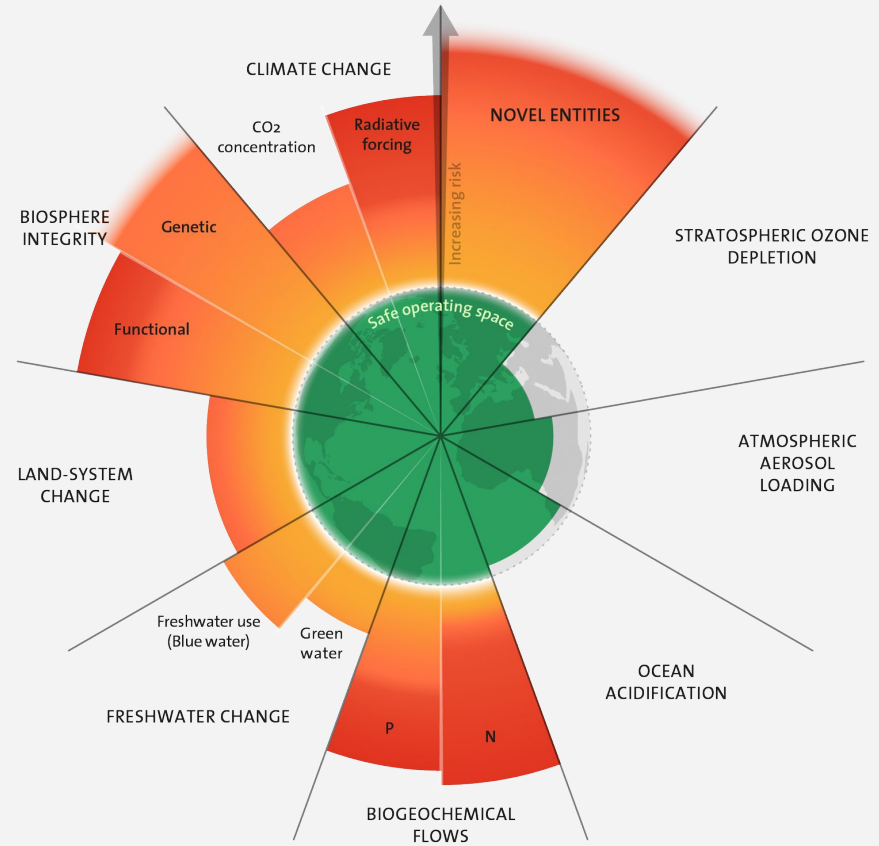 CLIMATE CHANGE
CO2
concentration
Radiative
forcing
NOVEL ENTITIES
Increasing risk
BIOSPHERE
INTEGRITY
Genetic
Functional
STRATOSPHERIC OZONE
DEPLETION
Safe operating space
ATMOSPHERIC
AEROSOL
LOADING
LAND-SYSTEM
CHANGE
Freshwater use
(Blue water)
Green
water
FRESHWATER CHANGE
OCEAN
ACIDIFICATION
P
N
BIOGEOCHEMICAL
FLOWS